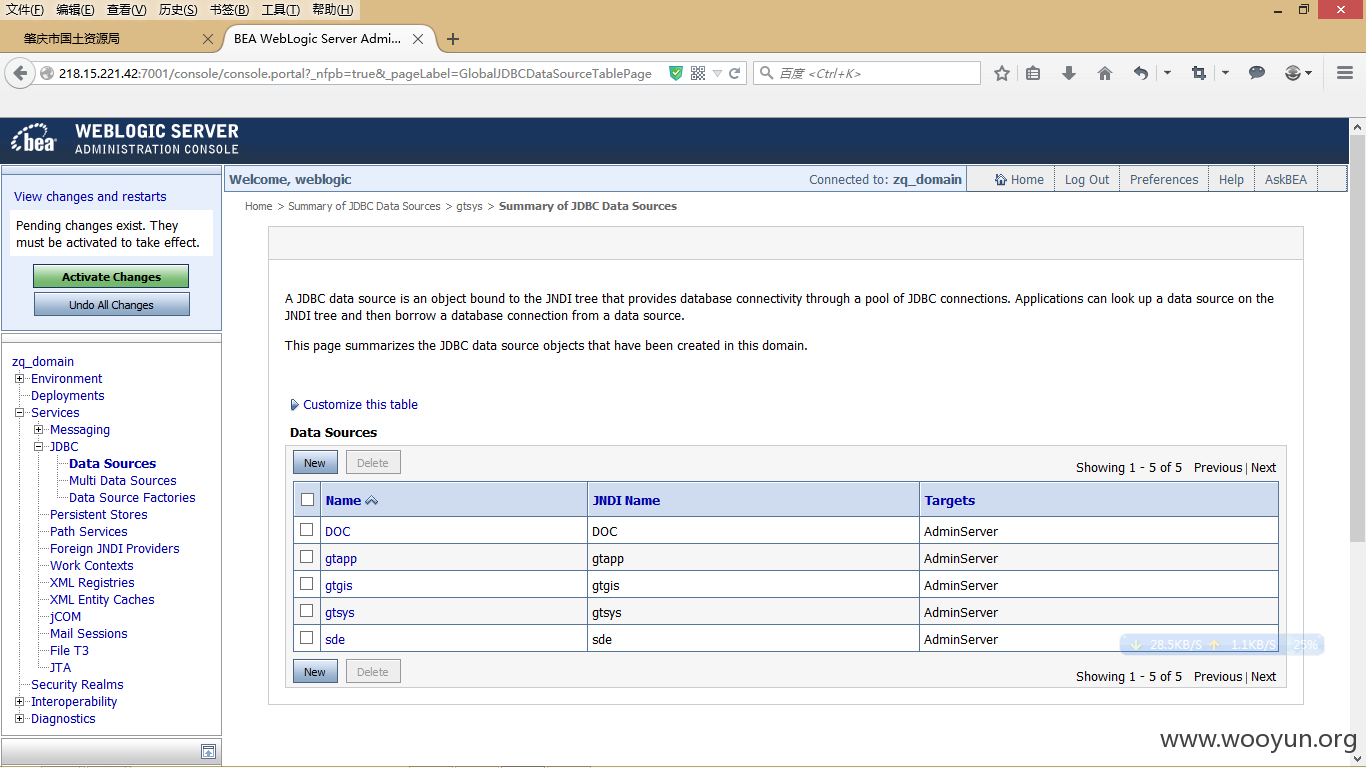 文件(F) 编辑(E) 查看(V) 历史(S) 书签(B) 工具(T) 帮助(H)
肇庆市国土资源局
BEA WebLogic Server Admi...
218.15.221.42:7001/console/console.portal?_nfpb=true&_pageLabel=GlobalJDBCDataSourceTablePage
百度 <Ctrl+K>
bea
WEBLOGIC SERVER
ADMINISTRATION CONSOLE
View changes and restarts
Pending changes exist. They
must be activated to take effect.
Activate Changes
Undo All Changes
zq_domain
Environment
Deployments
Services
Messaging
JDBC
Data Sources
Multi Data Sources
Data Source Factories
Persistent Stores
Path Services
Foreign JNDI Providers
Work Contexts
XML Registries
XML Entity Caches
jCOM
Mail Sessions
File T3
JTA
Security Realms
Interoperability
Diagnostics
Welcome, weblogic
Connected to: zq_domain
Home
Log Out
Preferences
Help
AskBEA
Home > Summary of JDBC Data Sources > gtsys > Summary of JDBC Data Sources
A JDBC data source is an object bound to the JNDI tree that provides database connectivity through a pool of JDBC connections. Applications can look up a data source on the
JNDI tree and then borrow a database connection from a data source.
This page summarizes the JDBC data source objects that have been created in this domain.
Customize this table
Data Sources
New Delete
Showing 1 - 5 of 5 Previous | Next
Name JNDI Name Targets
DOC DOC AdminServer
gtapp gtapp AdminServer
gtgis gtgis AdminServer
gtsys gtsys AdminServer
sde sde AdminServer
28.5KB/S 1.1KB/S 25%
New Delete
Showing 1 - 5 of 5 Previous | Next
www.wooyun.org